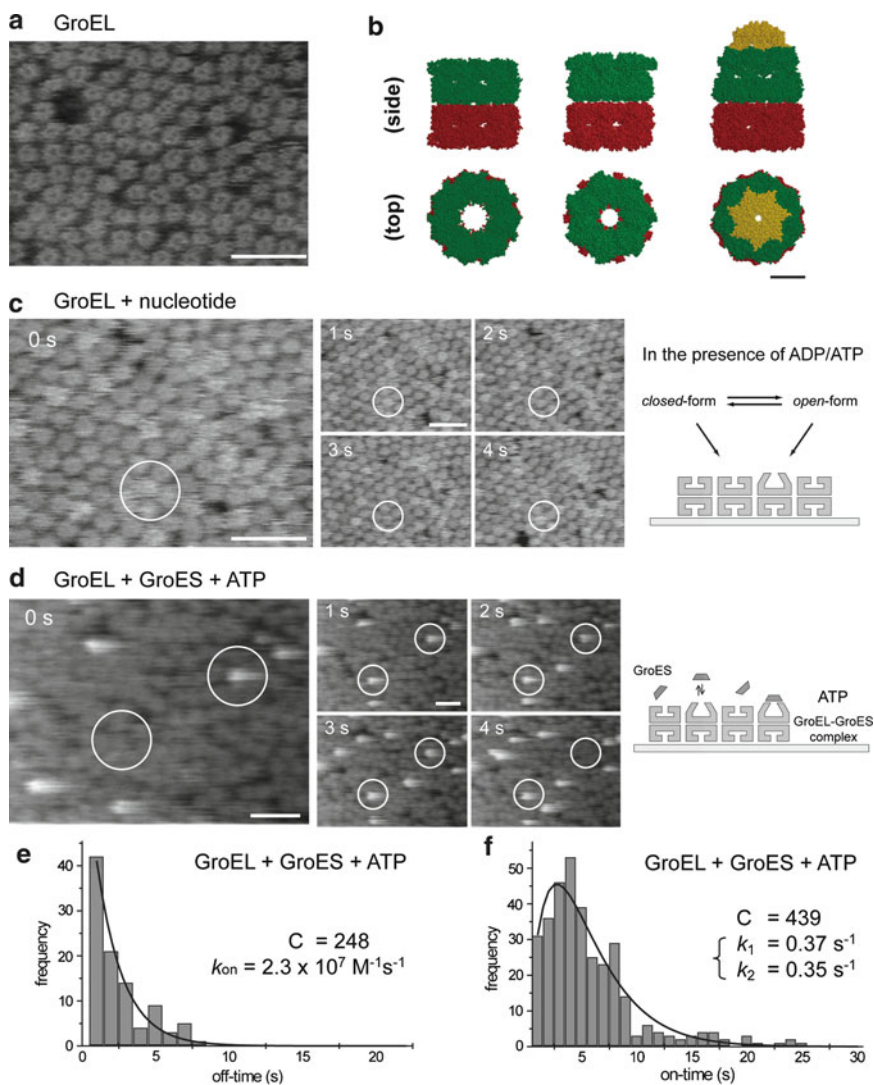 a GroEL
b
(side)
(top)
c GroEL + nucleotide
0 s
1 s
2 s
3 s
4 s
In the presence of ADP/ATP
closed-form
open-form
d GroEL + GroES + ATP
0 s
1 s
2 s
3 s
4 s
GroES
ATP
GroEL-GroES
complex
e
GroEL + GroES + ATP
C = 248
kon = 2.3 x 10⁷ M⁻¹s⁻¹
frequency
40
30
20
10
0
5
10
15
20
off-time (s)
f
GroEL + GroES + ATP
C = 439
k₁ = 0.37 s⁻¹
k₂ = 0.35 s⁻¹
frequency
50
40
30
20
10
0
5
10
15
20
25
30
on-time (s)